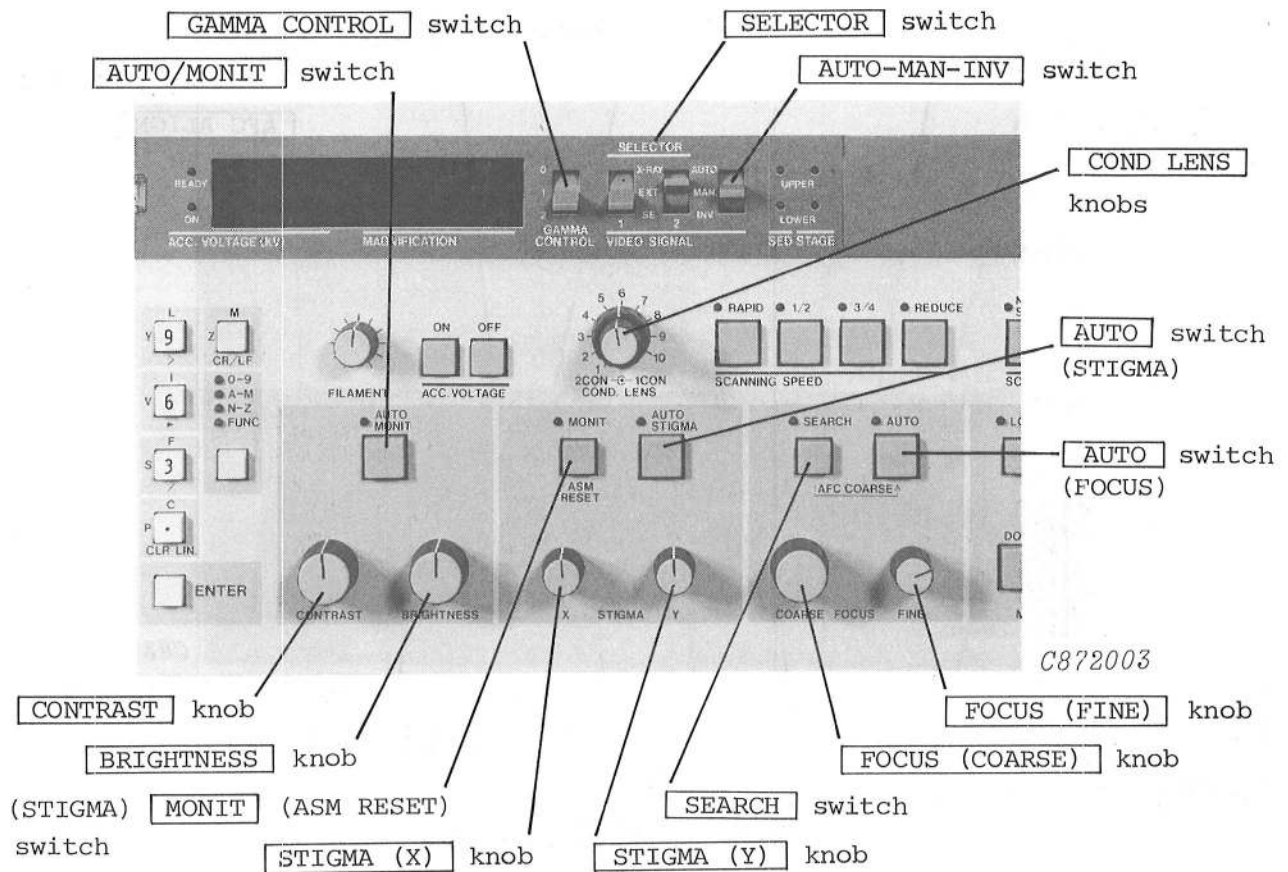 GAMMA CONTROL switch
SELECTOR switch
AUTO/MONIT switch
AUTO-MAN-INV switch
COND LENS knobs
AUTO switch (STIGMA)
AUTO switch (FOCUS)
SELECTOR
READY
ON
ACC. VOLTAGE (KV)
MAGNIFICATION
0
1
2
GAMMA CONTROL
X-RAY
EXT
SE
1
2
AUTO
MAN
INV
VIDEO SIGNAL
UPPER
LOWER
SED STAGE
L
Y 9
M
Z
CR/LF
I
V 6
0-9
A-M
N-Z
FUNC
F
S 3
C
P .
CLR LIN.
ENTER
FILAMENT
ON OFF
ACC. VOLTAGE
1 2 3 4 5 6 7 8 9 10
2CON 1CON
COND. LENS
RAPID 1/2 3/4 REDUCE
SCANNING SPEED
AUTO MONIT
MONIT
ASM RESET
AUTO STIGMA
SEARCH AUTO
AFC COARSE
CONTRAST BRIGHTNESS
X STIGMA Y
COARSE FOCUS FINE
C872003
CONTRAST knob
BRIGHTNESS knob
(STIGMA) MONIT (ASM RESET)
switch
STIGMA (X) knob
STIGMA (Y) knob
SEARCH switch
FOCUS (COARSE) knob
FOCUS (FINE) knob